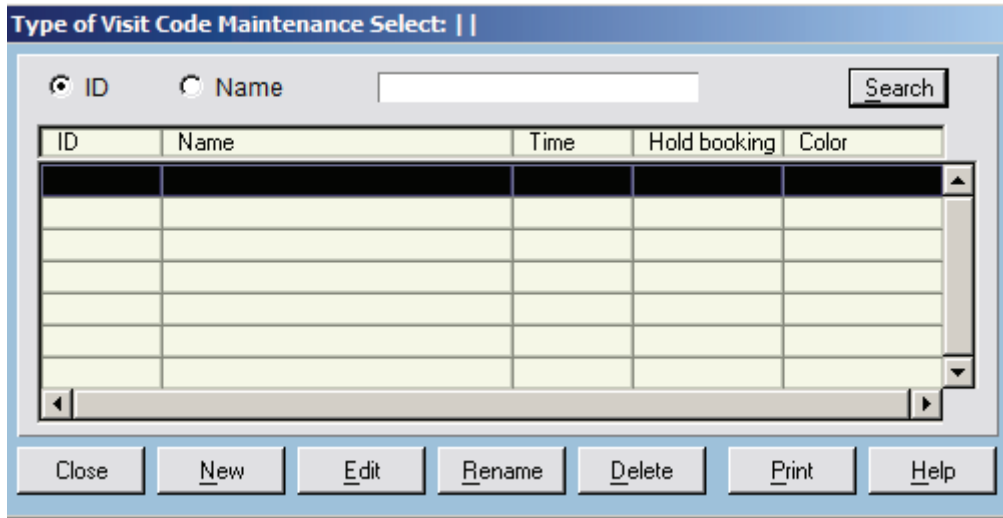 Type of Visit Code Maintenance Select: ||
ID Name Search
ID Name Time Hold booking Color
Close New Edit Rename Delete Print Help